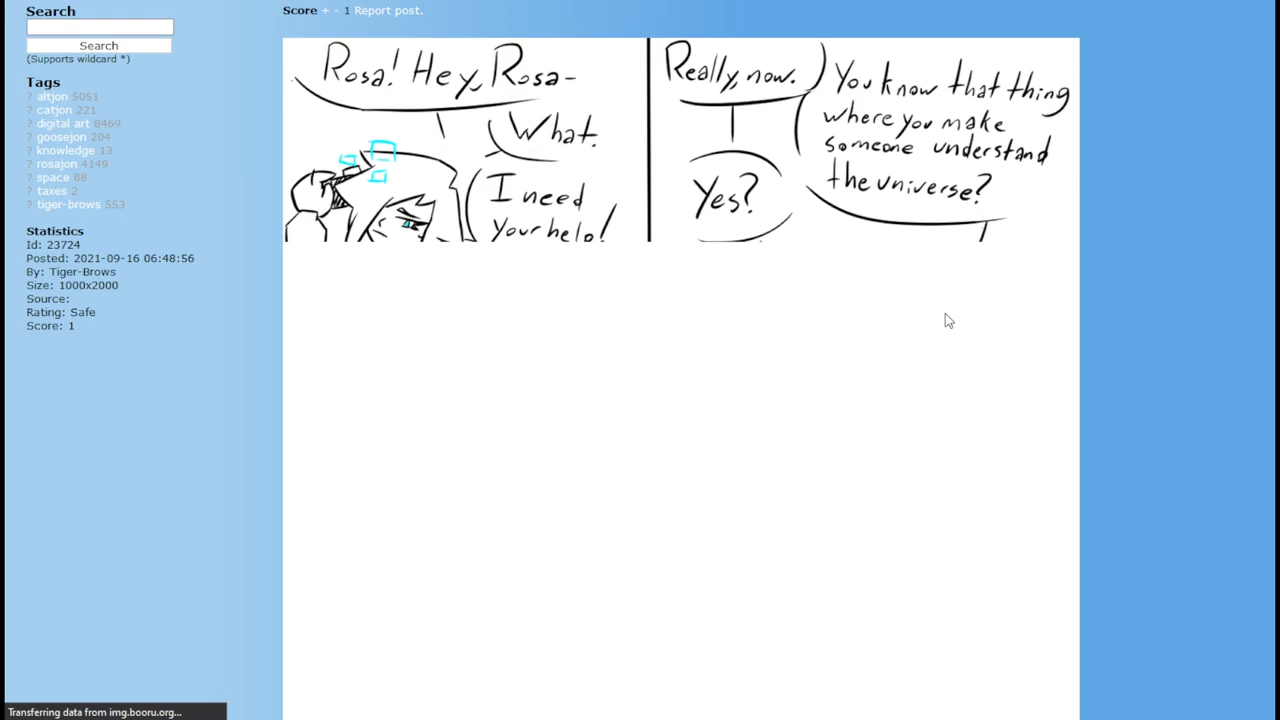 Search
Search
(Supports wildcard *)
Tags
? altjon 5051
? catjon 221
? digital art 8469
? goosejon 204
? knowledge 13
? rosajon 4149
? space 88
? taxes 2
? tiger-brows 553
Statistics
Id: 23724
Posted: 2021-09-16 06:48:56
By: Tiger-Brows
Size: 1000x2000
Source:
Rating: Safe
Score: 1
Score + - 1 Report post.
Rosa! Hey, Rosa-
What.
I need
your help!
Really, now.
You know that thing
where you make
someone understand
the universe?
Yes?
Transferring data from img.booru.org...